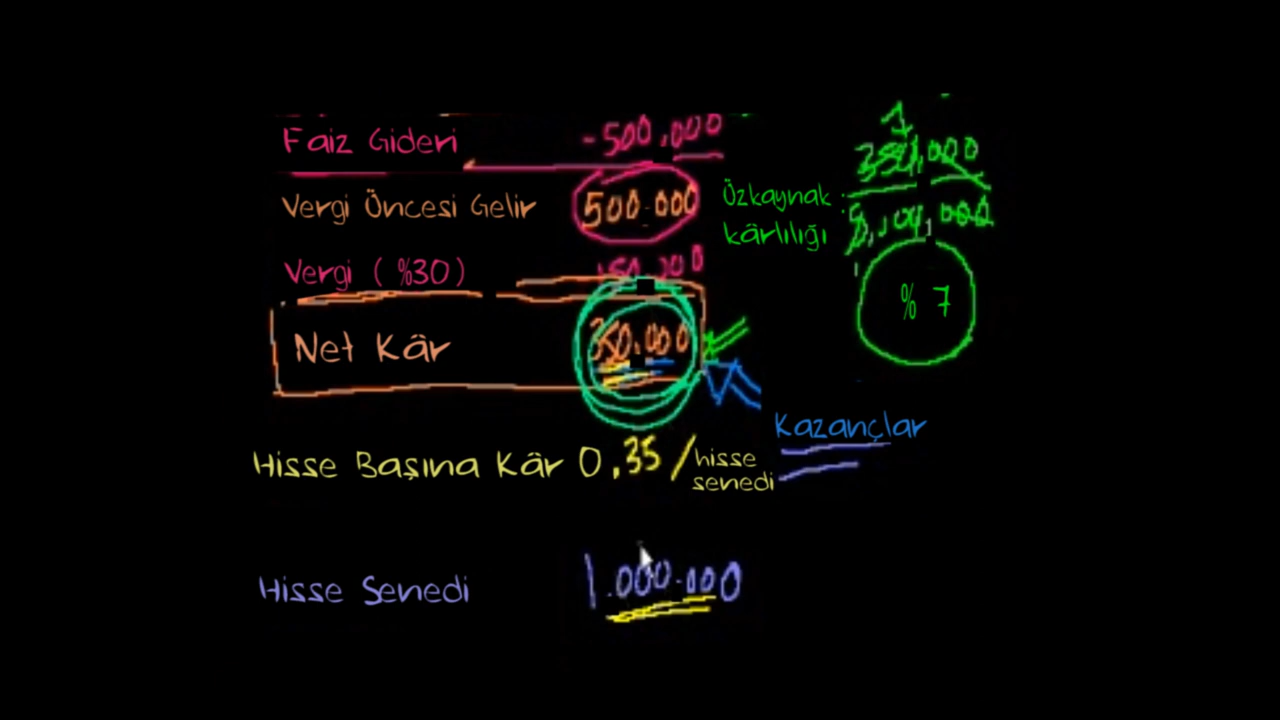 Faiz Gideri -500,000
Vergi Öncesi Gelir 500.000
Vergi (%30)
Net Kâr 350.000
Hisse Başına Kâr 0,35 / hisse senedi
Hisse Senedi 1.000.000
Özkaynak :
kârlılığı
% 7
Kazançlar